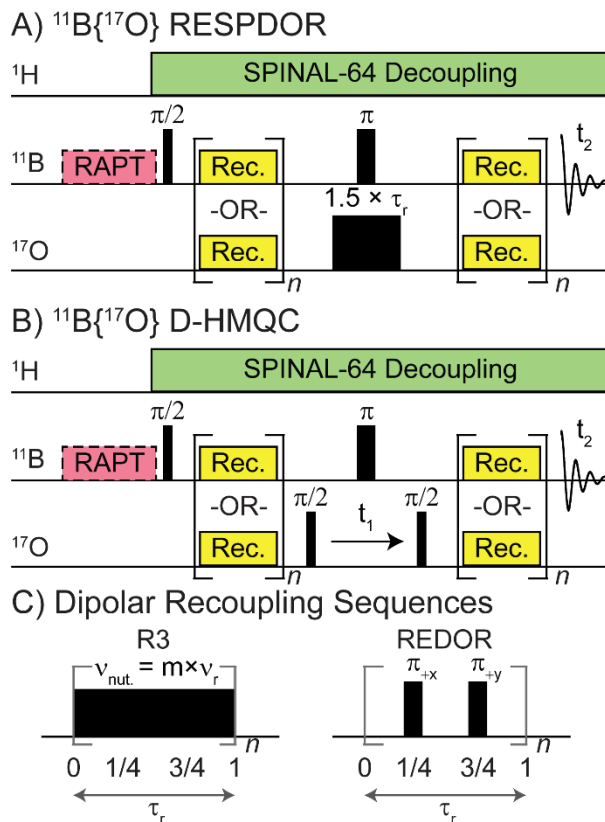 A) ¹¹B{¹⁷O} RESPDOR
¹H SPINAL-64 Decoupling
π/2 π t₂
¹¹B RAPT Rec. Rec.
-OR- 1.5 × τᵣ -OR-
¹⁷O Rec. Rec.
n n
B) ¹¹B{¹⁷O} D-HMQC
¹H SPINAL-64 Decoupling
π/2 π t₂
¹¹B RAPT Rec. Rec.
-OR- π/2 t₁ π/2 -OR-
¹⁷O Rec. Rec.
n n
C) Dipolar Recoupling Sequences
R3 REDOR
ν_nut. = m×νᵣ π₊ₓ π_+y
n n
0 1/4 3/4 1 0 1/4 3/4 1
τᵣ τᵣ